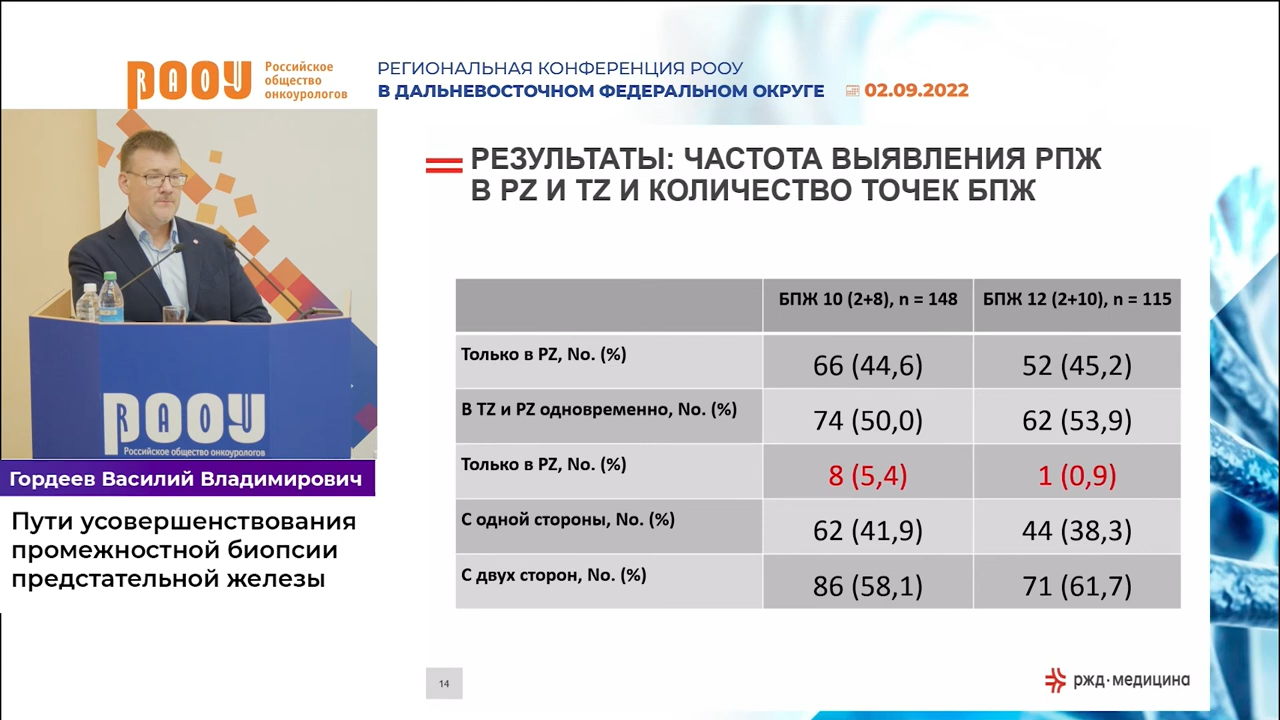 РООУ
RAOU
Российское
общество
онкоурологов
РЕГИОНАЛЬНАЯ КОНФЕРЕНЦИЯ РООУ
В ДАЛЬНЕВОСТОЧНОМ ФЕДЕРАЛЬНОМ ОКРУГЕ 02.09.2022
РЕЗУЛЬТАТЫ: ЧАСТОТА ВЫЯВЛЕНИЯ РПЖ
В PZ И TZ И КОЛИЧЕСТВО ТОЧЕК БПЖ
БПЖ 10 (2+8), n = 148 БПЖ 12 (2+10), n = 115
Только в PZ, No. (%) 66 (44,6) 52 (45,2)
В TZ и PZ одновременно, No. (%) 74 (50,0) 62 (53,9)
Только в PZ, No. (%) 8 (5,4) 1 (0,9)
С одной стороны, No. (%) 62 (41,9) 44 (38,3)
С двух сторон, No. (%) 86 (58,1) 71 (61,7)
РООУ
RAOU
Российское общество онкоурологов
Гордеев Василий Владимирович
Пути усовершенствования
промежностной биопсии
предстательной железы
14
ржд·медицина